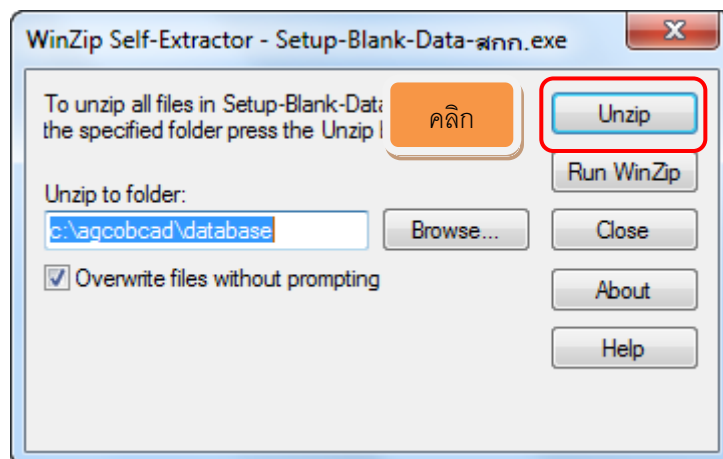 WinZip Self-Extractor - Setup-Blank-Data-สกก.exe
To unzip all files in Setup-Blank-Data
the specified folder press the Unzip
คลิก
Unzip
Run WinZip
Unzip to folder:
c:\agcobcad\database
Browse...
Close
Overwrite files without prompting
About
Help